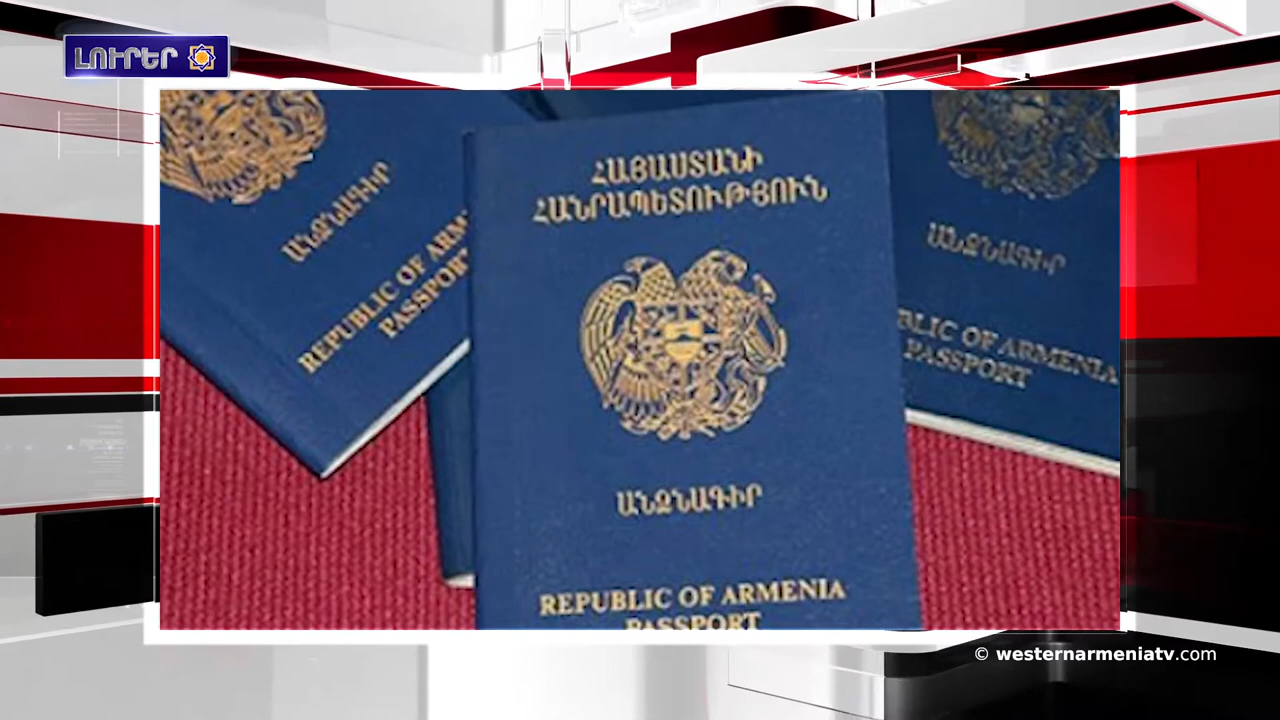 ԼՈՒՐԵՐ
ԱՆՁՆԱԳԻՐ
REPUBLIC OF ARM
PASSPORT
ՀԱՅԱՍՏԱՆԻ
ՀԱՆՐԱՊԵՏՈՒԹՅՈՒՆ
ԱՆՁՆԱԳԻՐ
REPUBLIC OF ARMENIA
PASSPORT
ԱՆՁՆԱԳԻՐ
BLIC OF ARMENIA
PASSPORT
© westernarmeniatv.com